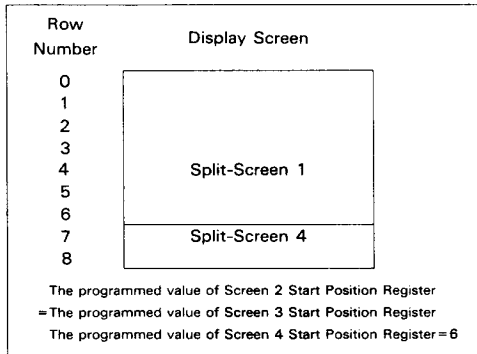 Row
Number
Display Screen
0
1
2
3
4
Split-Screen 1
5
6
7
Split-Screen 4
8
The programmed value of Screen 2 Start Position Register
=The programmed value of Screen 3 Start Position Register
The programmed value of Screen 4 Start Position Register=6